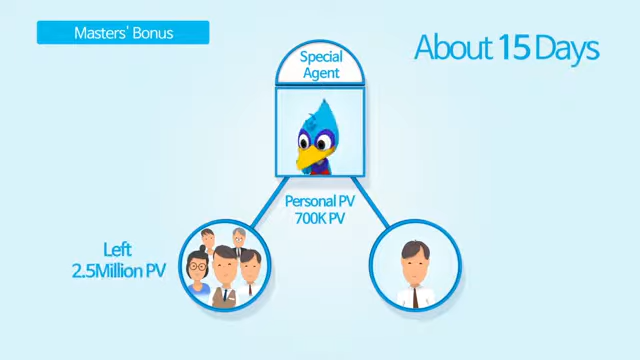 Masters' Bonus
About 15 Days
Special
Agent
Personal PV
700K PV
Left
2.5Million PV